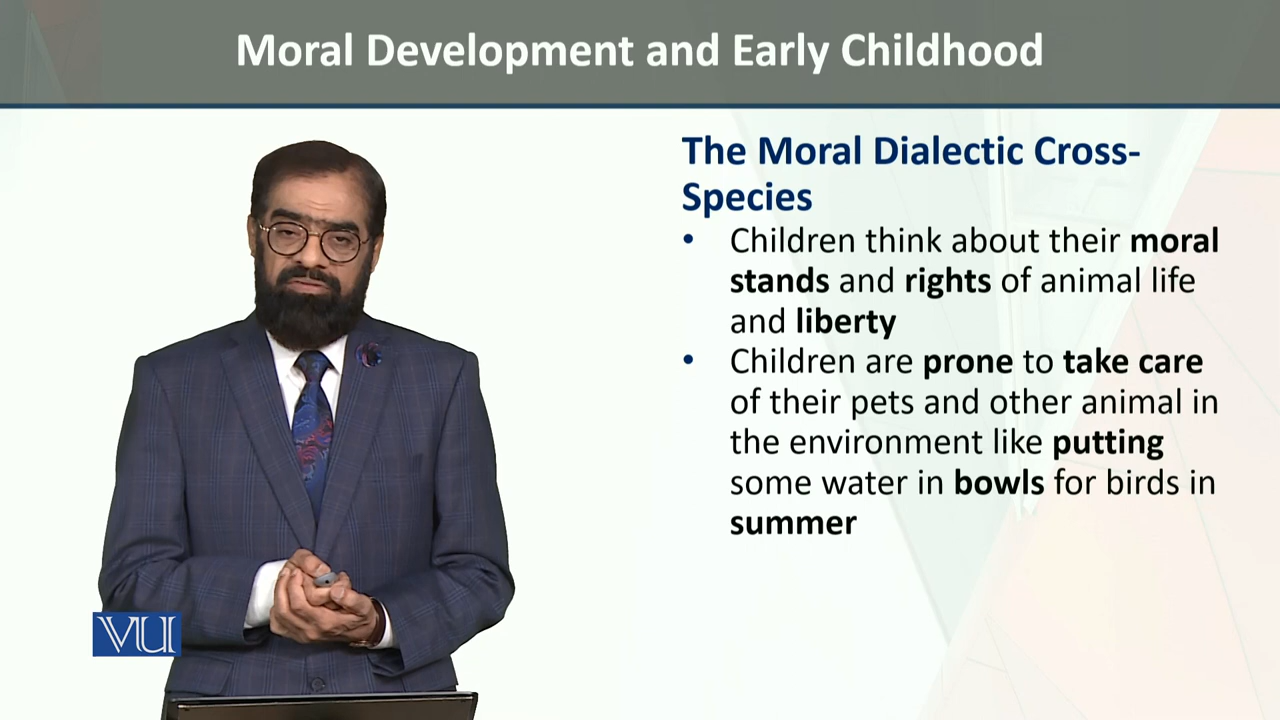 Moral Development and Early Childhood
The Moral Dialectic Cross-
Species
• Children think about their moral
stands and rights of animal life
and liberty
• Children are prone to take care
of their pets and other animal in
the environment like putting
some water in bowls for birds in
summer
VU